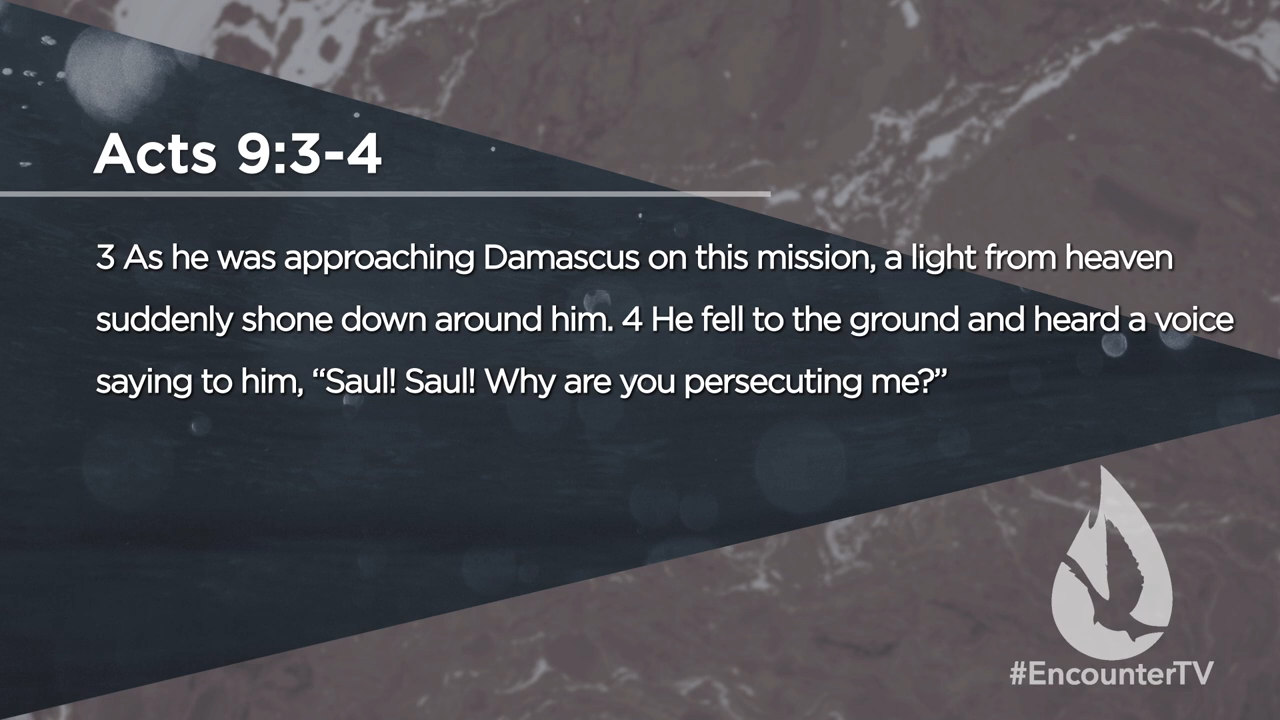 Acts 9:3-4
3 As he was approaching Damascus on this mission, a light from heaven
suddenly shone down around him. 4 He fell to the ground and heard a voice
saying to him, “Saul! Saul! Why are you persecuting me?”
#EncounterTV